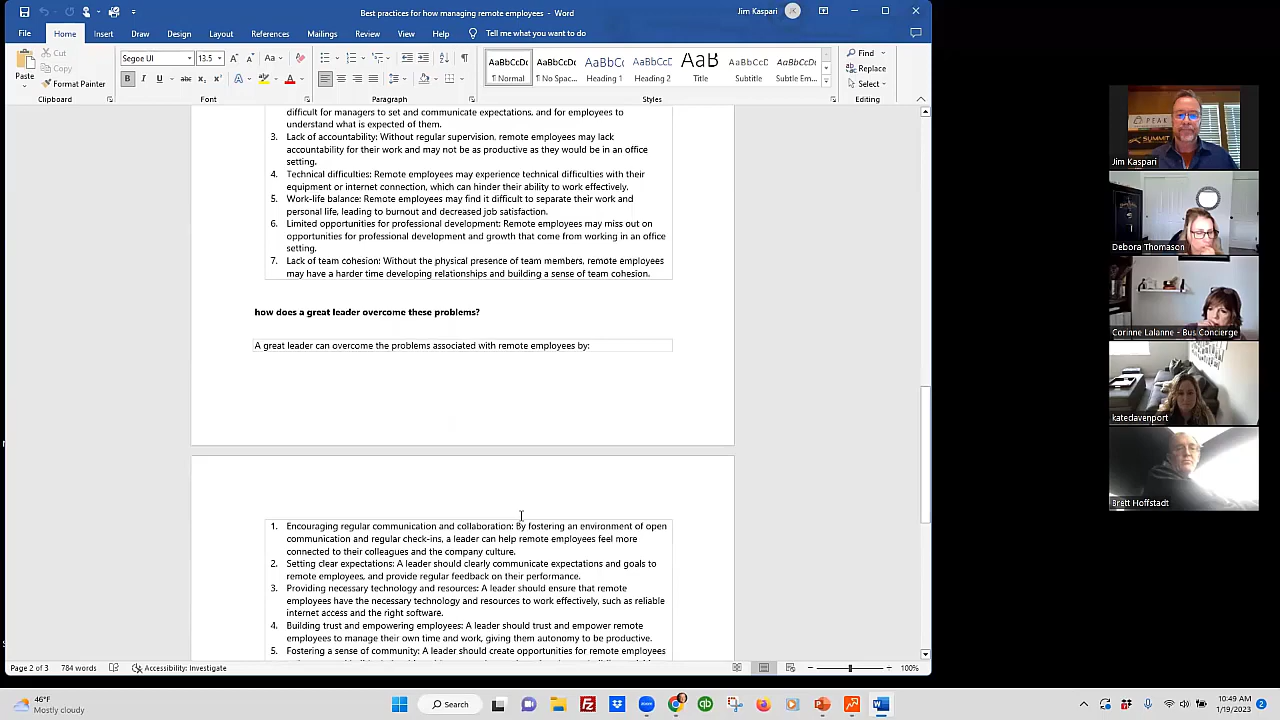 Best practices for how managing remote employees - Word
Jim Kaspari
JK
File Home Insert Draw Design Layout References Mailings Review View Help Tell me what you want to do
Paste
Cut
Copy
Format Painter
Clipboard
Segoe UI 13.5
Font
Paragraph
AaBbCcDc AaBbCcDc AaBbCc AaBbCcC AaB AaBbCcC AaBbCcDc
¶ Normal ¶ No Spac... Heading 1 Heading 2 Title Subtitle Subtle Em...
Styles
Find
Replace
Select
Editing
difficult for managers to set and communicate expectations, and for employees to
understand what is expected of them.
3. Lack of accountability: Without regular supervision, remote employees may lack
accountability for their work and may not be as productive as they would be in an office
setting.
4. Technical difficulties: Remote employees may experience technical difficulties with their
equipment or internet connection, which can hinder their ability to work effectively.
5. Work-life balance: Remote employees may find it difficult to separate their work and
personal life, leading to burnout and decreased job satisfaction.
6. Limited opportunities for professional development: Remote employees may miss out on
opportunities for professional development and growth that come from working in an office
setting.
7. Lack of team cohesion: Without the physical presence of team members, remote employees
may have a harder time developing relationships and building a sense of team cohesion.
how does a great leader overcome these problems?
A great leader can overcome the problems associated with remote employees by:
1. Encouraging regular communication and collaboration: By fostering an environment of open
communication and regular check-ins, a leader can help remote employees feel more
connected to their colleagues and the company culture.
2. Setting clear expectations: A leader should clearly communicate expectations and goals to
remote employees, and provide regular feedback on their performance.
3. Providing necessary technology and resources: A leader should ensure that remote
employees have the necessary technology and resources to work effectively, such as reliable
internet access and the right software.
4. Building trust and empowering employees: A leader should trust and empower remote
employees to manage their own time and work, giving them autonomy to be productive.
5. Fostering a sense of community: A leader should create opportunities for remote employees
Page 2 of 3 784 words Accessibility: Investigate 100%
PEAK
SUMMIT
Jim Kaspari
Debora Thomason
Corinne Lalanne - Bus Concierge
katedavenport
Brett Hoffstadt
46°F
Mostly cloudy
Search
10:49 AM
1/19/2023
2